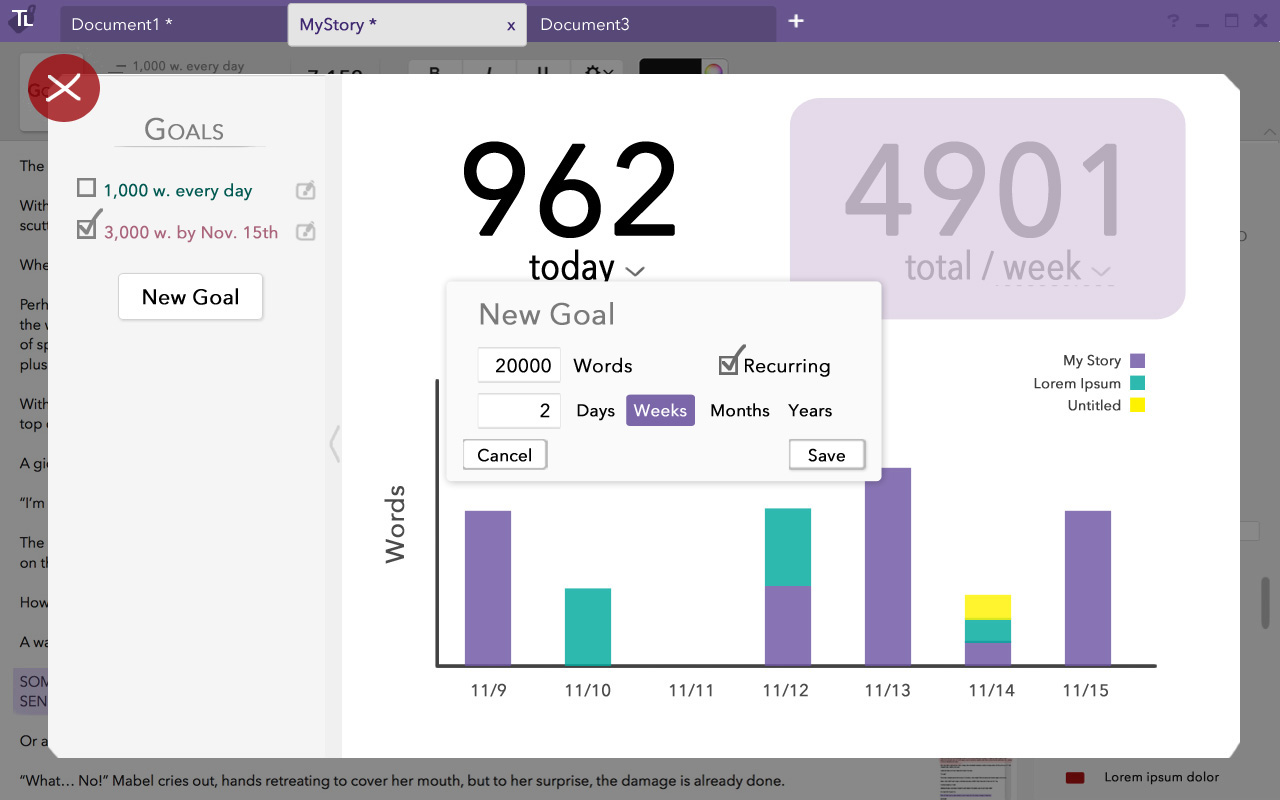 TL
Document1 *
MyStory *
x
Document3
+
?
1,000 w. every day
7,159
B I U
GOALS
1,000 w. every day
3,000 w. by Nov. 15th
New Goal
962
today
4901
total / week
New Goal
20000 Words
Recurring
2 Days Weeks Months Years
Cancel
Save
My Story
Lorem Ipsum
Untitled
Words
11/9 11/10 11/11 11/12 11/13 11/14 11/15
The
With
scutt
Whe
Perh
the w
of sp
plus
With
top o
A gi
“I’m
The
on th
How
A wa
SOM
SEN
Or a
“What... No!” Mabel cries out, hands retreating to cover her mouth, but to her surprise, the damage is already done.
Lorem ipsum dolor